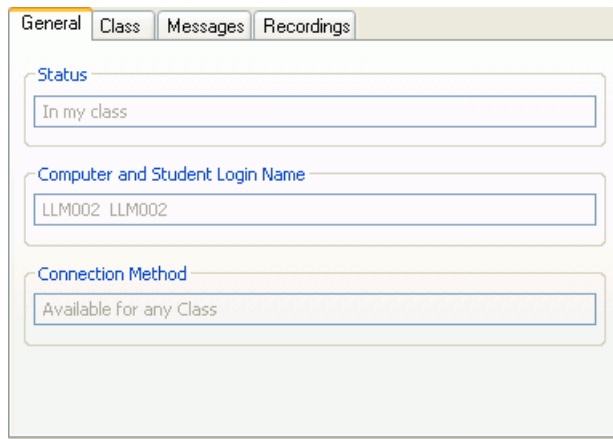 General Class Messages Recordings
Status
In my class
Computer and Student Login Name
LLM002 LLM002
Connection Method
Available for any Class